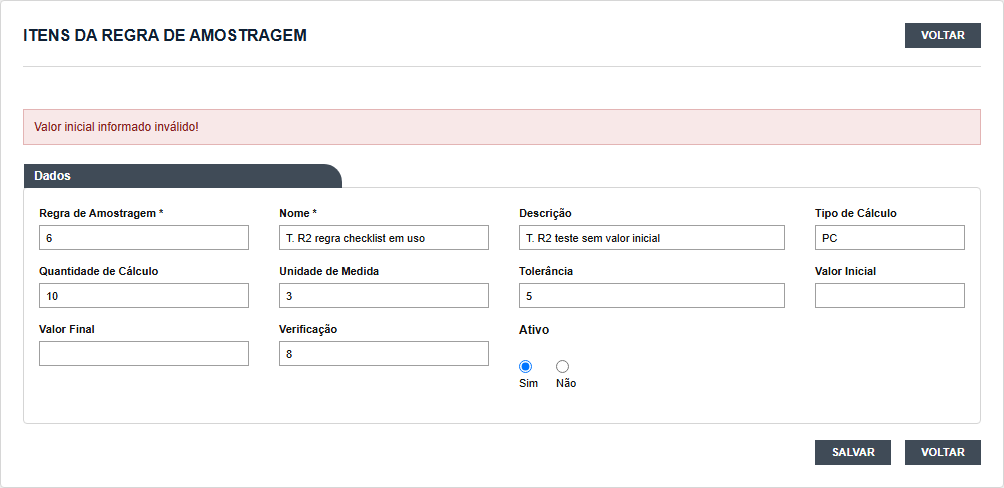 ITENS DA REGRA DE AMOSTRAGEM
VOLTAR
Valor inicial informado inválido!
Dados
Regra de Amostragem * Nome * Descrição Tipo de Cálculo
6 T. R2 regra checklist em uso T. R2 teste sem valor inicial PC
Quantidade de Cálculo Unidade de Medida Tolerância Valor Inicial
10 3 5
Valor Final Verificação Ativo
8
Sim Não
SALVAR VOLTAR